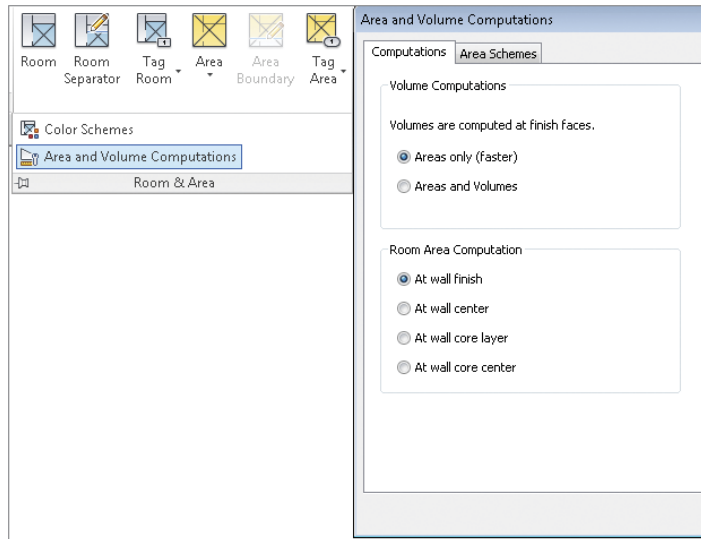 Room
Room Separator
Tag Room
Area
Area Boundary
Tag Area
1
1
Color Schemes
Area and Volume Computations
Room & Area
Area and Volume Computations
Computations
Area Schemes
Volume Computations
Volumes are computed at finish faces.
Areas only (faster)
Areas and Volumes
Room Area Computation
At wall finish
At wall center
At wall core layer
At wall core center